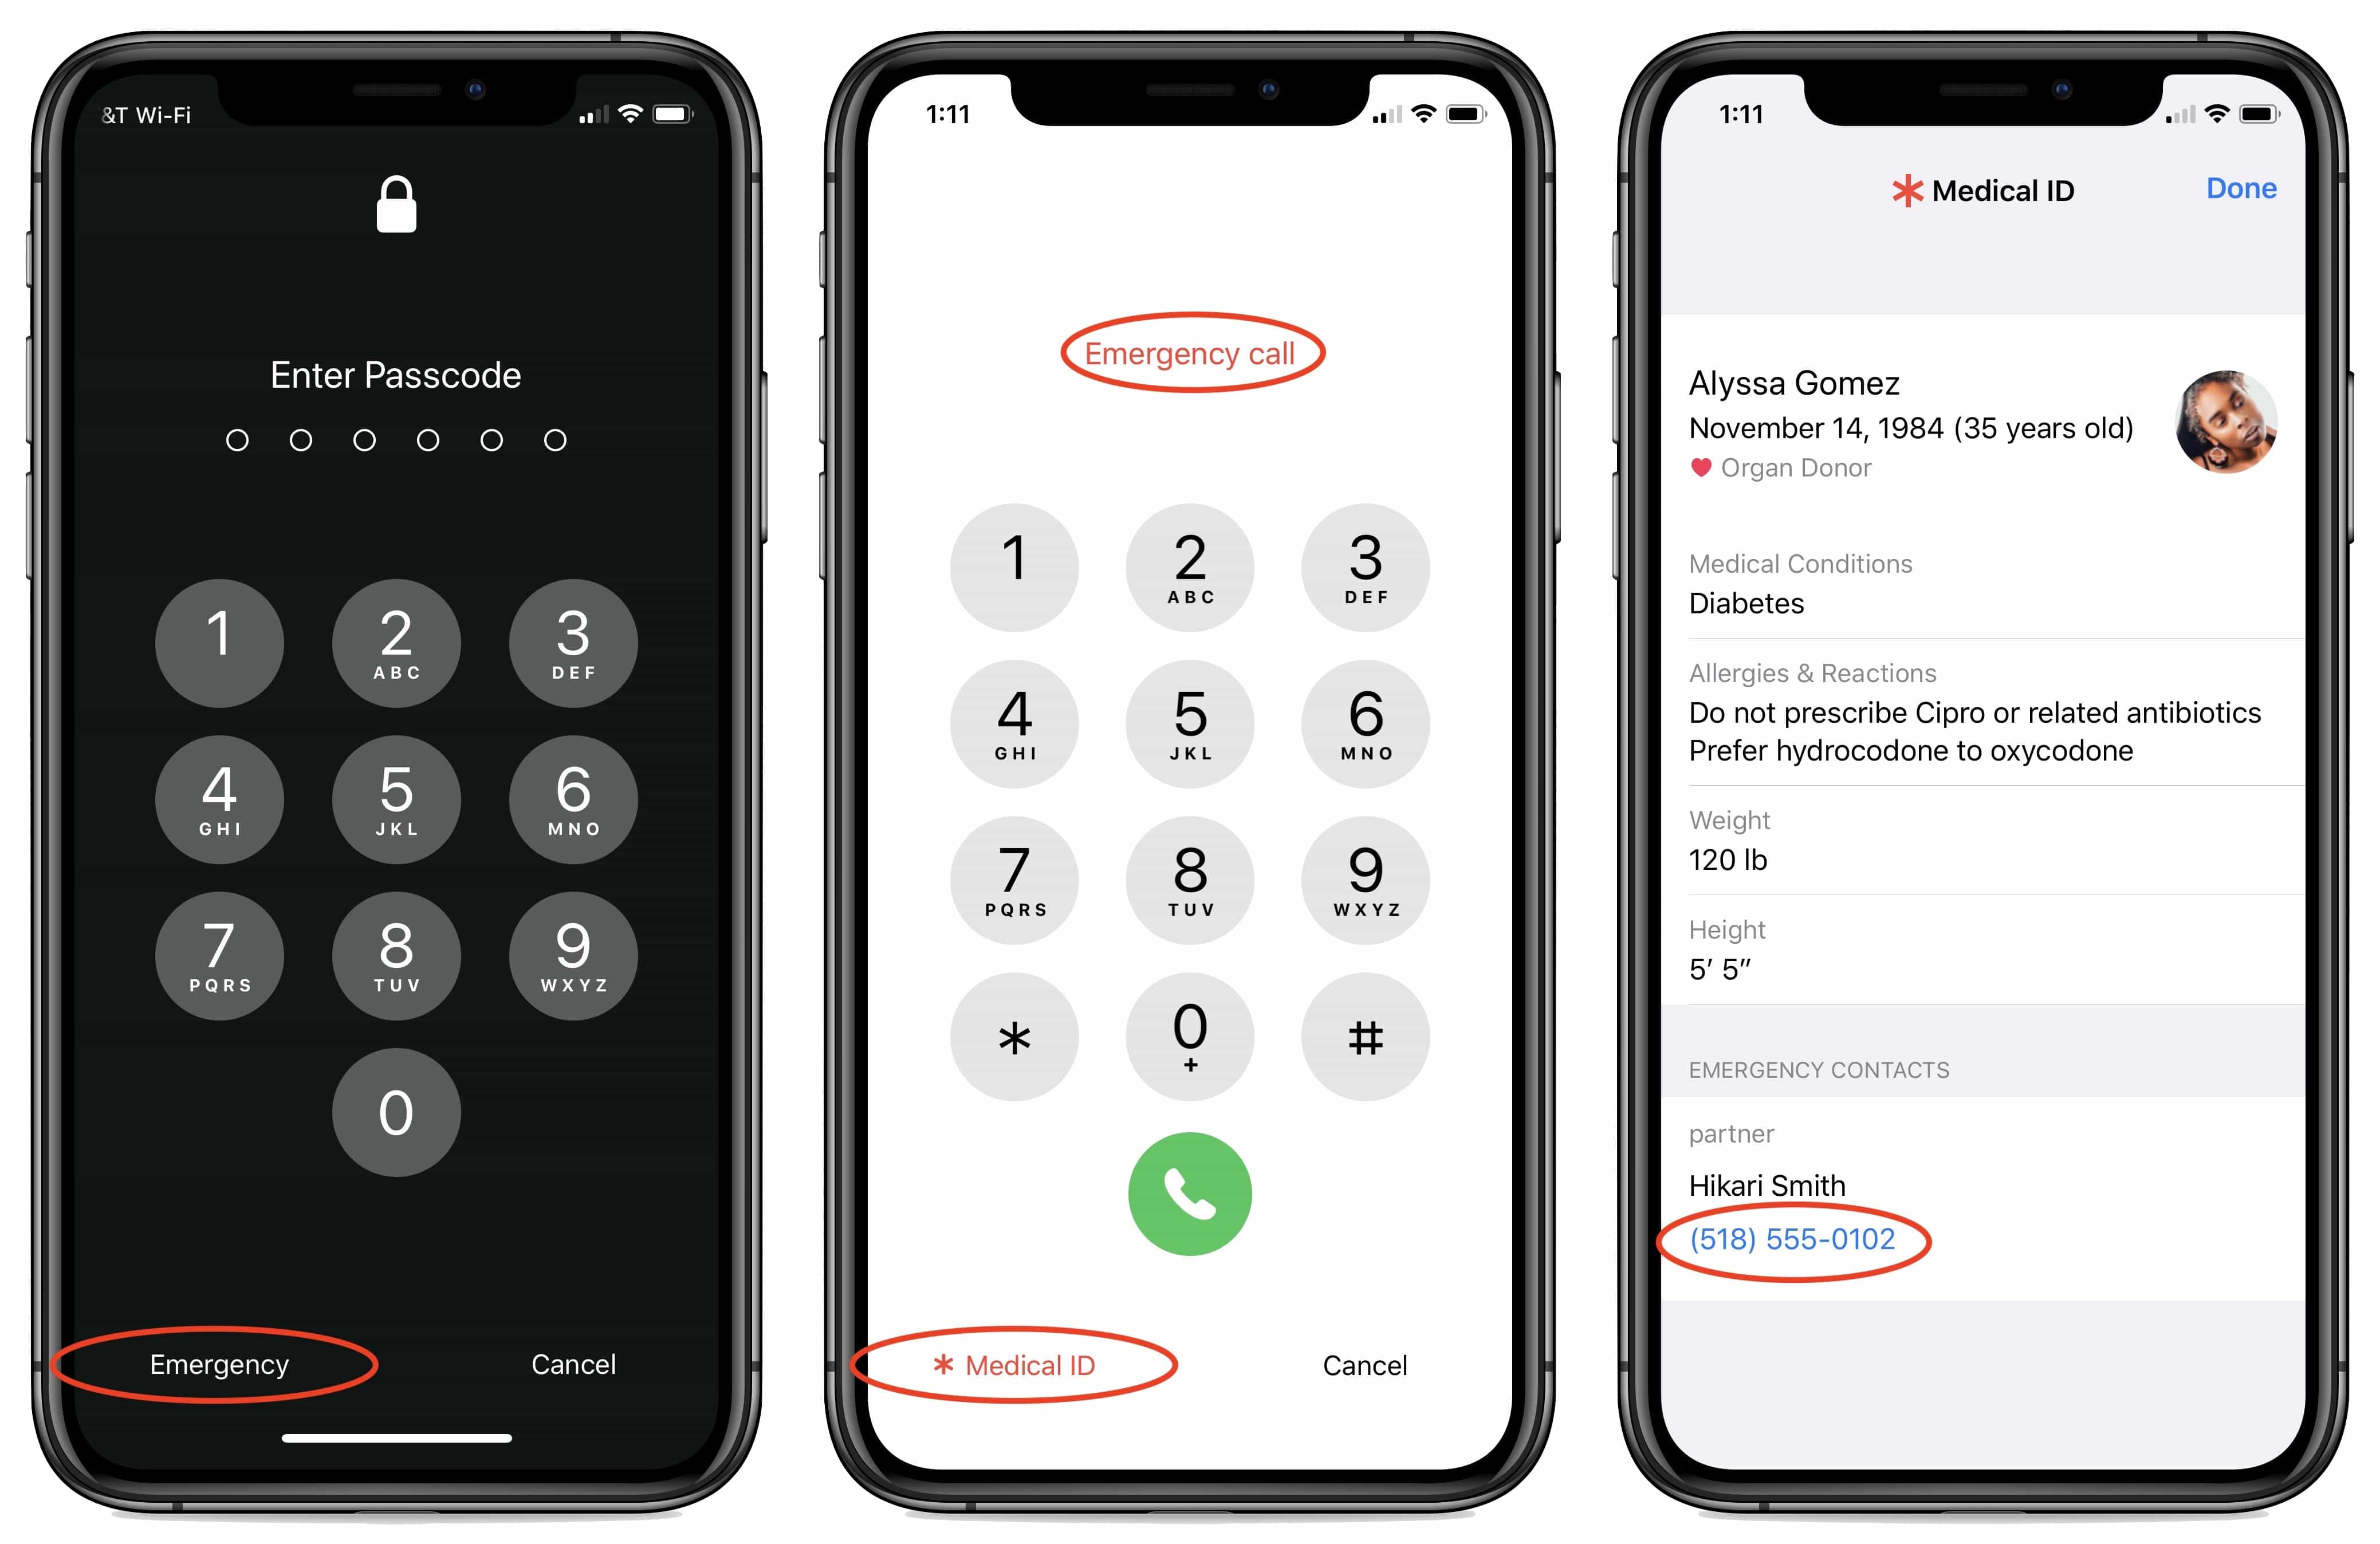 &T Wi-Fi
Enter Passcode
1
2
ABC
3
DEF
4
GHI
5
JKL
6
MNO
7
PQRS
8
TUV
9
WXYZ
0
Emergency
Cancel
1:11
Emergency call
1
2
ABC
3
DEF
4
GHI
5
JKL
6
MNO
7
PQRS
8
TUV
9
WXYZ
*
0
+
#
* Medical ID
Cancel
1:11
* Medical ID
Done
Alyssa Gomez
November 14, 1984 (35 years old)
Organ Donor
Medical Conditions
Diabetes
Allergies & Reactions
Do not prescribe Cipro or related antibiotics
Prefer hydrocodone to oxycodone
Weight
120 lb
Height
5′ 5″
EMERGENCY CONTACTS
partner
Hikari Smith
(518) 555-0102